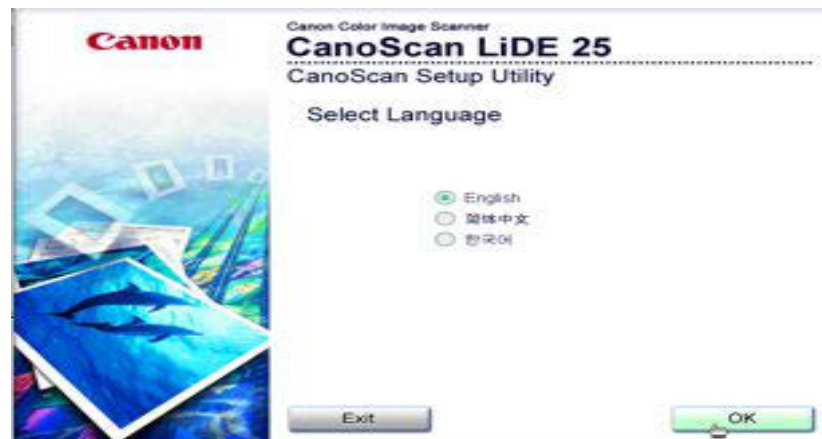 Canon
Canon Color Image Scanner
CanoScan LiDE 25
CanoScan Setup Utility
Select Language
English
简体中文
한국어
Exit
OK